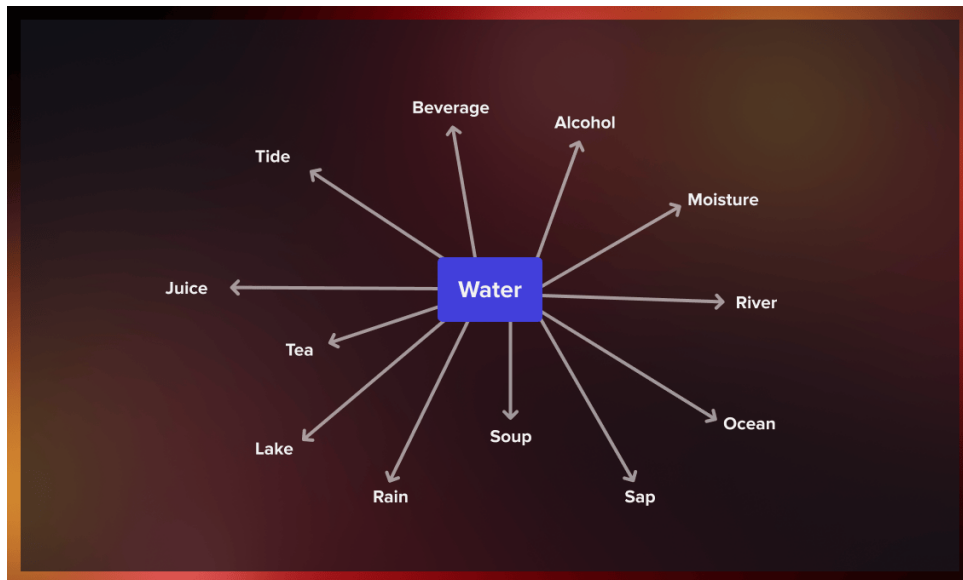 Beverage
Alcohol
Tide
Moisture
Water
Juice
River
Tea
Ocean
Soup
Lake
Rain
Sap